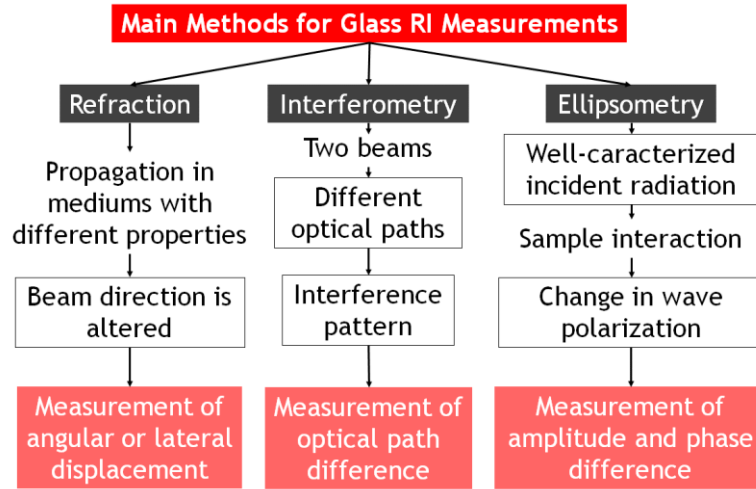 Main Methods for Glass RI Measurements
Refraction
Propagation in
mediums with
different properties
Beam direction is
altered
Measurement of
angular or lateral
displacement
Interferometry
Two beams
Different
optical paths
Interference
pattern
Measurement of
optical path
difference
Ellipsometry
Well-caracterized
incident radiation
Sample interaction
Change in wave
polarization
Measurement of
amplitude and phase
difference